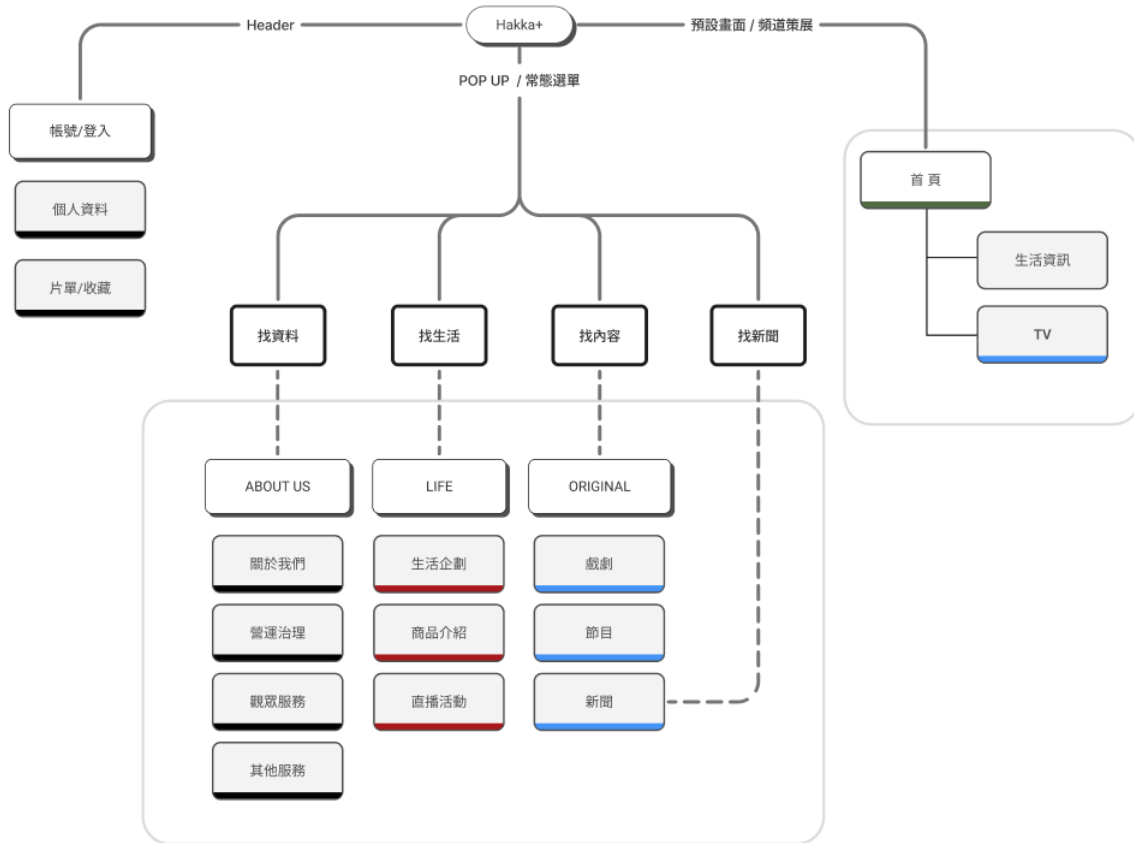 Header
Hakka+
預設畫面 / 頻道策展
POP UP / 常態選單
帳號/登入
個人資料
片單/收藏
首 頁
生活資訊
TV
找資料
找生活
找內容
找新聞
ABOUT US
LIFE
ORIGINAL
關於我們
生活企劃
戲劇
營運治理
商品介紹
節目
觀眾服務
直播活動
新聞
其他服務